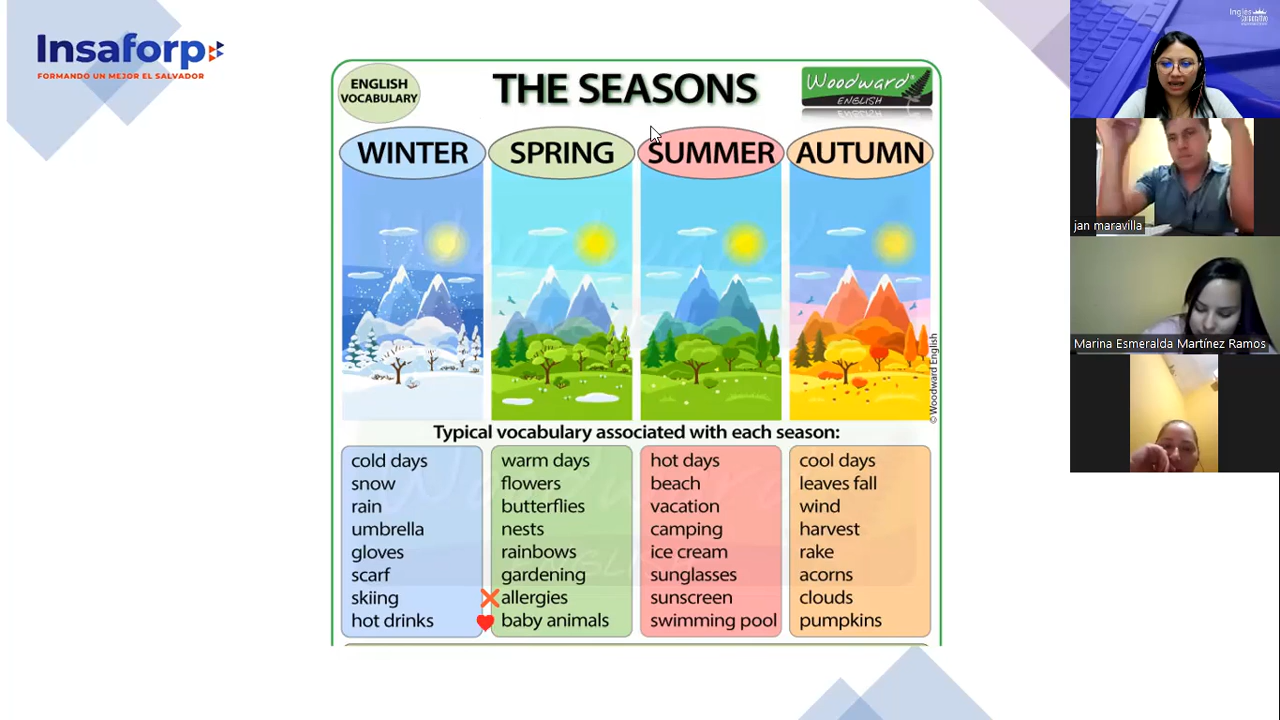 Insaforp
FORMANDO UN MEJOR EL SALVADOR
ENGLISH
VOCABULARY
THE SEASONS
Woodward®
ENGLISH
WINTER
SPRING
SUMMER
AUTUMN
© Woodward English
Typical vocabulary associated with each season:
cold days
snow
rain
umbrella
gloves
scarf
skiing
hot drinks
warm days
flowers
butterflies
nests
rainbows
gardening
allergies
baby animals
hot days
beach
vacation
camping
ice cream
sunglasses
sunscreen
swimming pool
cool days
leaves fall
wind
harvest
rake
acorns
clouds
pumpkins
Ingles
jan maravilla
Marina Esmeralda Martínez Ramos